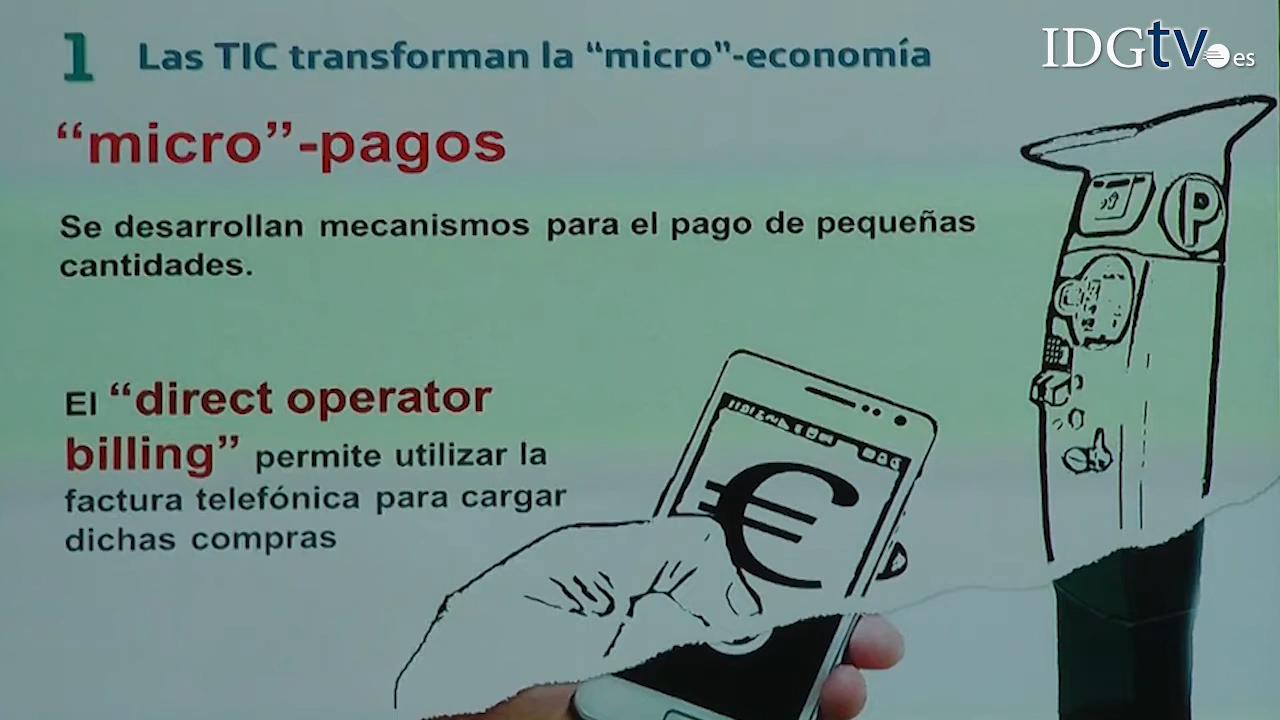 IDGtv.es
1 Las TIC transforman la “micro”-economía
“micro”-pagos
Se desarrollan mecanismos para el pago de pequeñas
cantidades.
El “direct operator
billing” permite utilizar la
factura telefónica para cargar
dichas compras
€
P